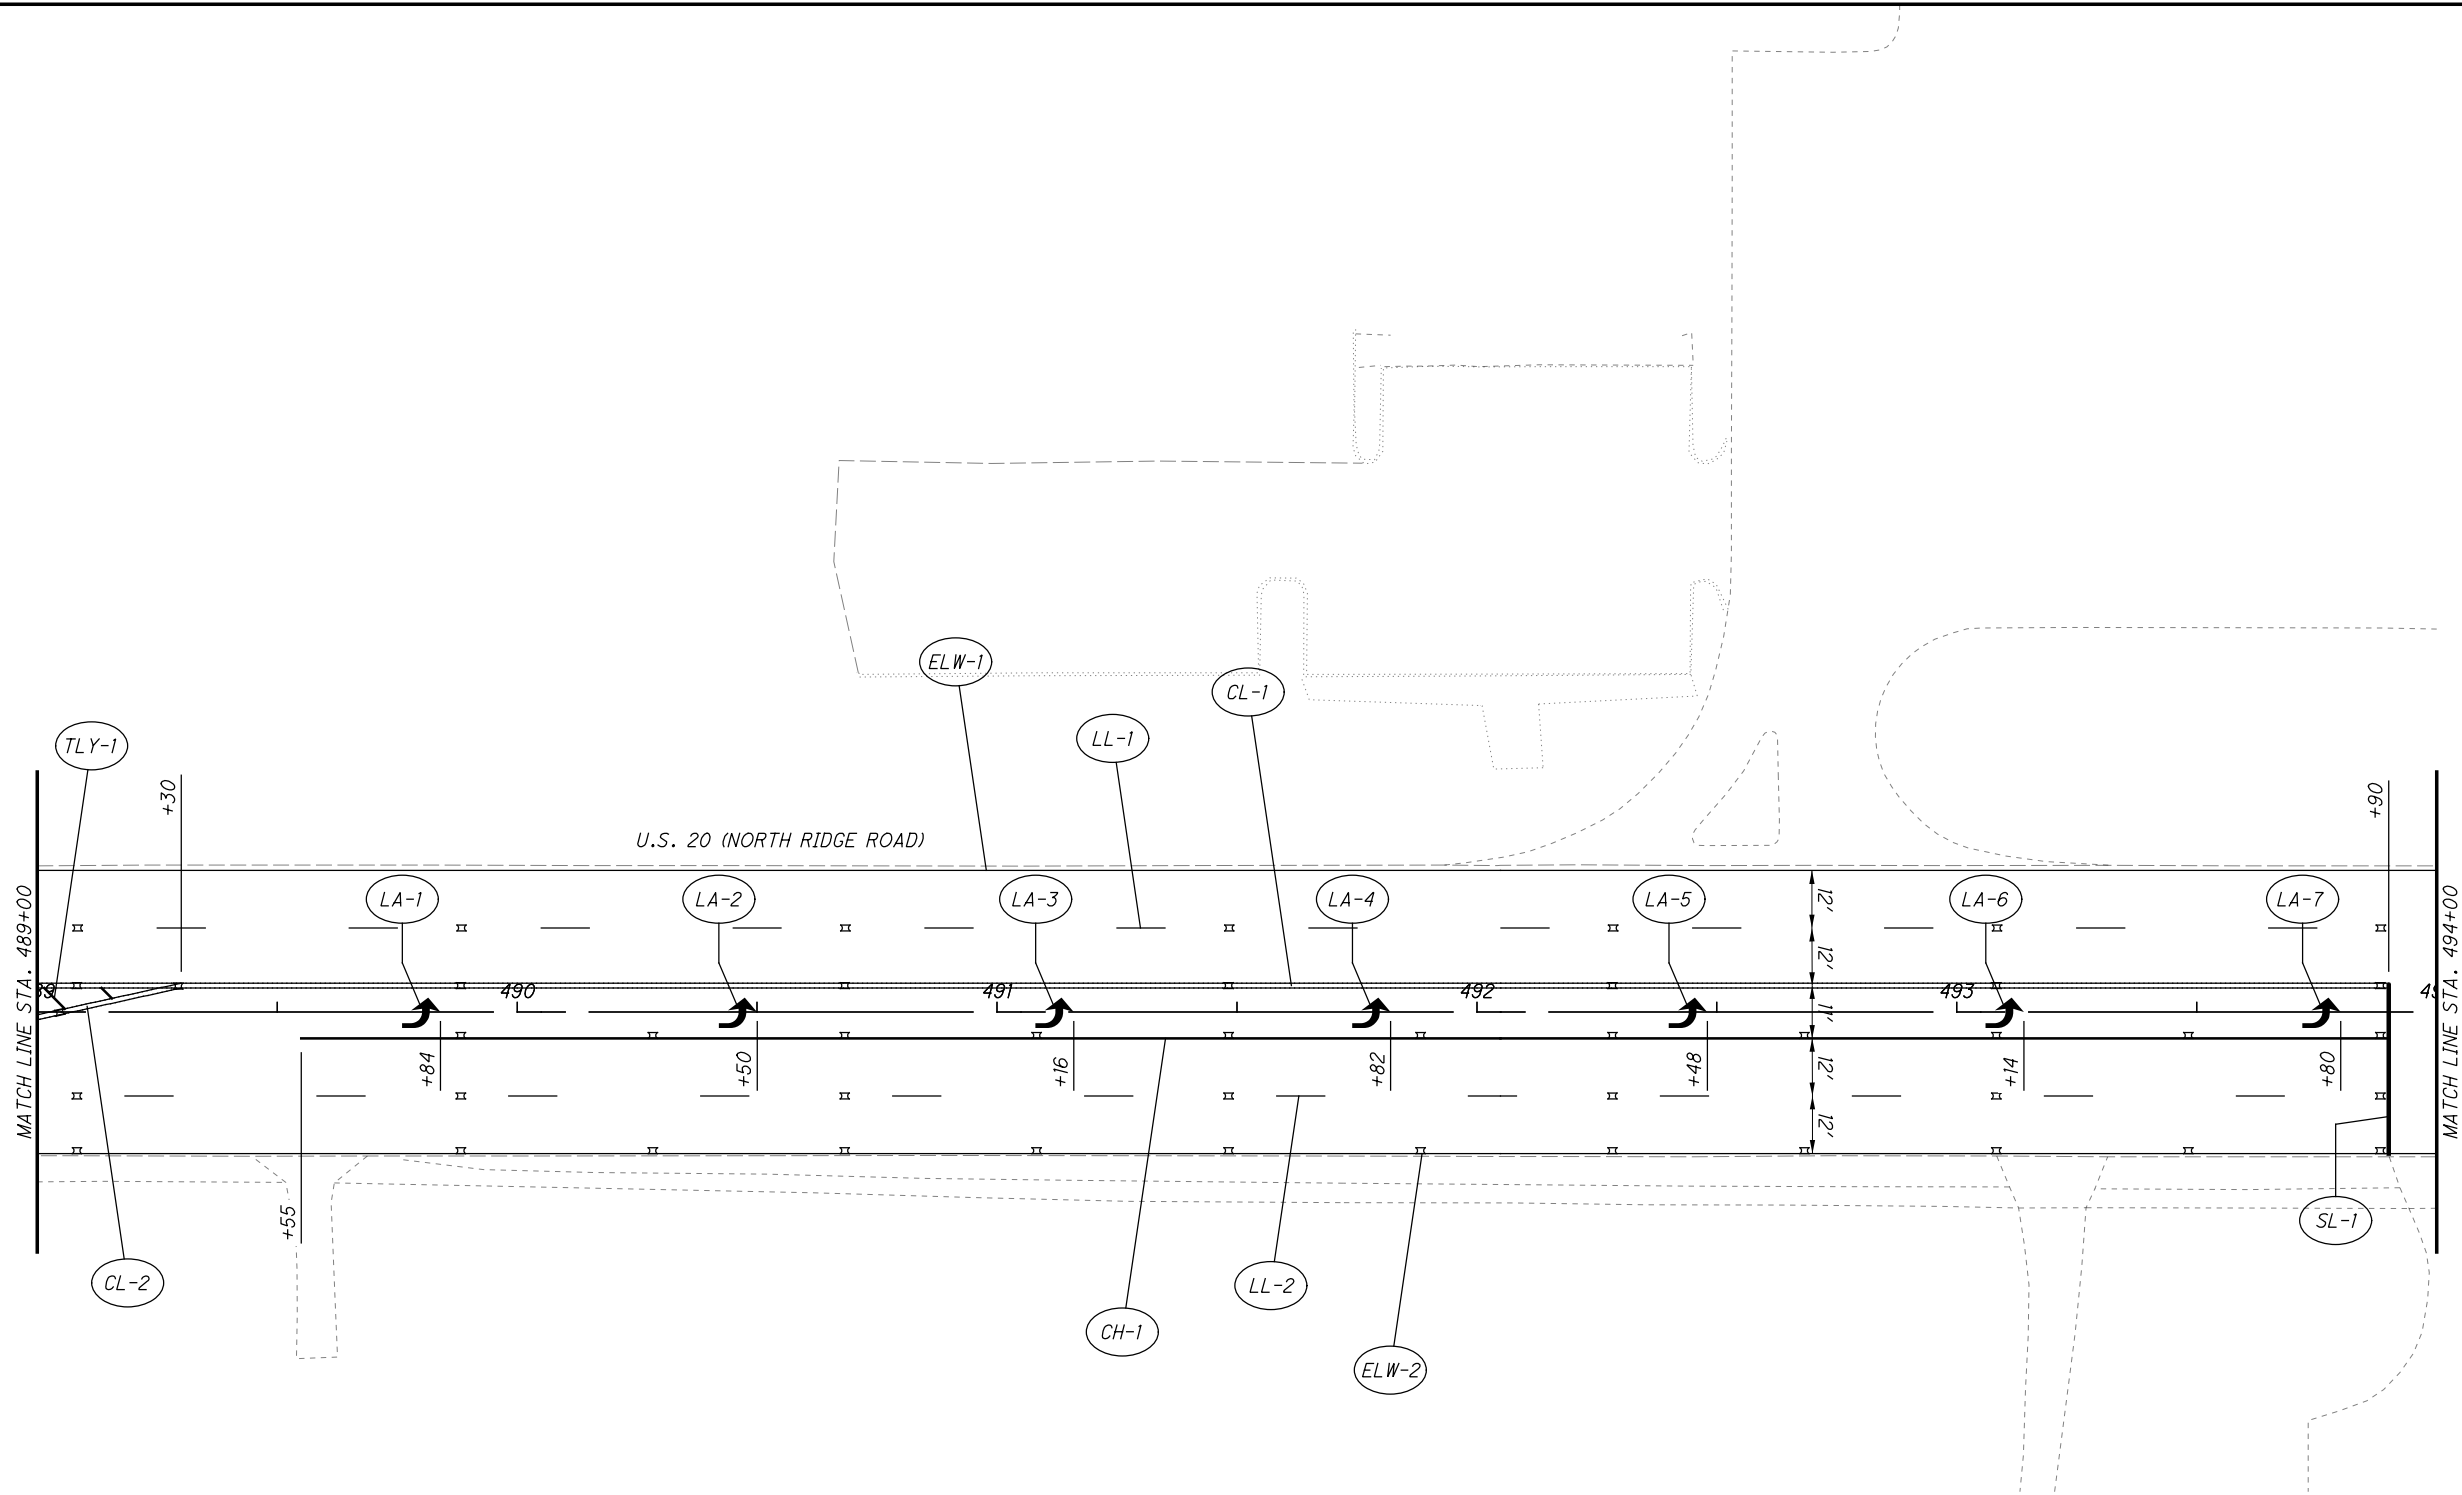 ELW-1
CL-1
LL-1
TLY-1
+30
+90
U.S. 20 (NORTH RIDGE ROAD)
MATCH LINE STA. 489+00
LA-1
LA-2
LA-3
LA-4
LA-5
LA-6
LA-7
MATCH LINE STA. 494+00
12'
12'
11'
12'
12'
490
491
492
493
+84
+50
+16
+82
+48
+14
+80
+55
SL-1
CL-2
LL-2
CH-1
ELW-2